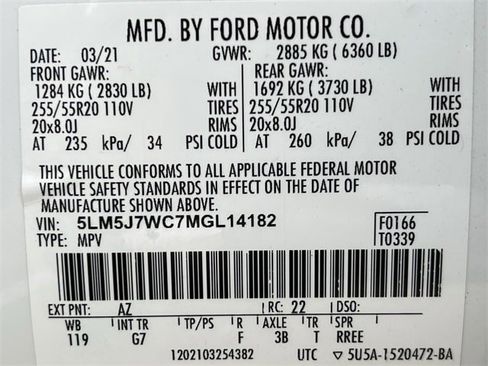 MFD. BY FORD MOTOR CO.
DATE: 03/21 GVWR: 2885 KG ( 6360 LB)
FRONT GAWR: REAR GAWR:
1284 KG ( 2830 LB) WITH 1692 KG ( 3730 LB) WITH
255/55R20 110V TIRES 255/55R20 110V TIRES
20x8.0J RIMS 20x8.0J RIMS
AT 235 kPa/ 34 PSI COLD AT 260 kPa/ 38 PSI COLD
THIS VEHICLE CONFORMS TO ALL APPLICABLE FEDERAL MOTOR
VEHICLE SAFETY STANDARDS IN EFFECT ON THE DATE OF
MANUFACTURE SHOWN ABOVE.
VIN: 5LM5J7WC7MGL14182 F0166
TYPE: MPV T0339
EXT PNT: AZ RC: 22 DSO:
WB INT TR TP/PS R AXLE TR SPR
119 G7 F 3B T RREE
1202103254382 UTC 5U5A-1520472-BA